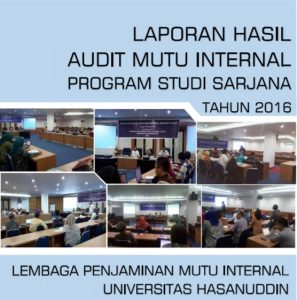 LAPORAN HASIL
AUDIT MUTU INTERNAL
PROGRAM STUDI SARJANA
TAHUN 2016
LEMBAGA PENJAMINAN MUTU INTERNAL
UNIVERSITAS HASANUDDIN